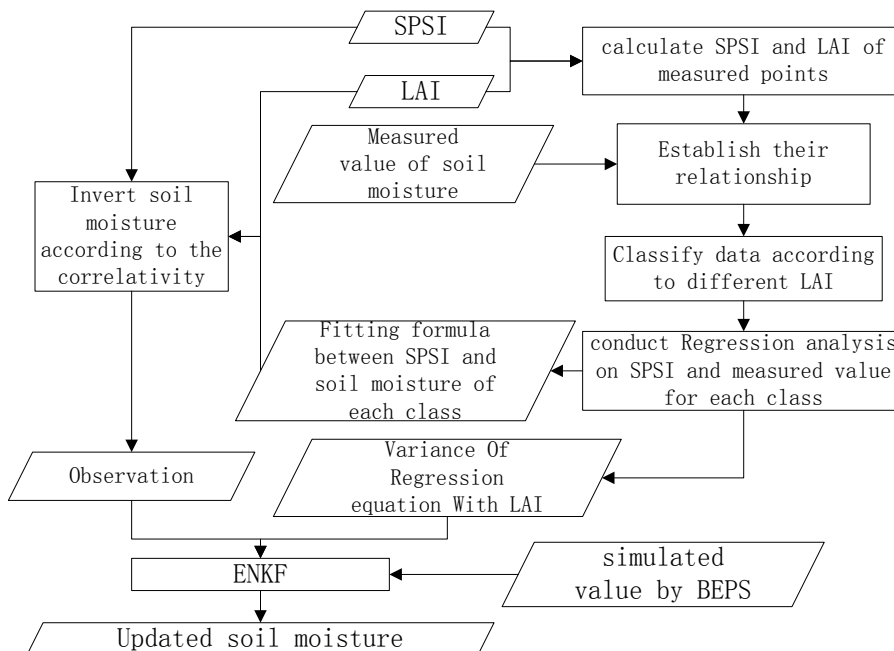 SPSI
LAI
calculate SPSI and LAI of
measured points
Measured
value of soil
moisture
Establish their
relationship
Invert soil
moisture
according to the
correlativity
Classify data according
to different LAI
Fitting formula
between SPSI and
soil moisture of
each class
conduct Regression analysis
on SPSI and measured value
for each class
Observation
Variance Of
Regression
equation With LAI
ENKF
simulated
value by BEPS
Updated soil moisture